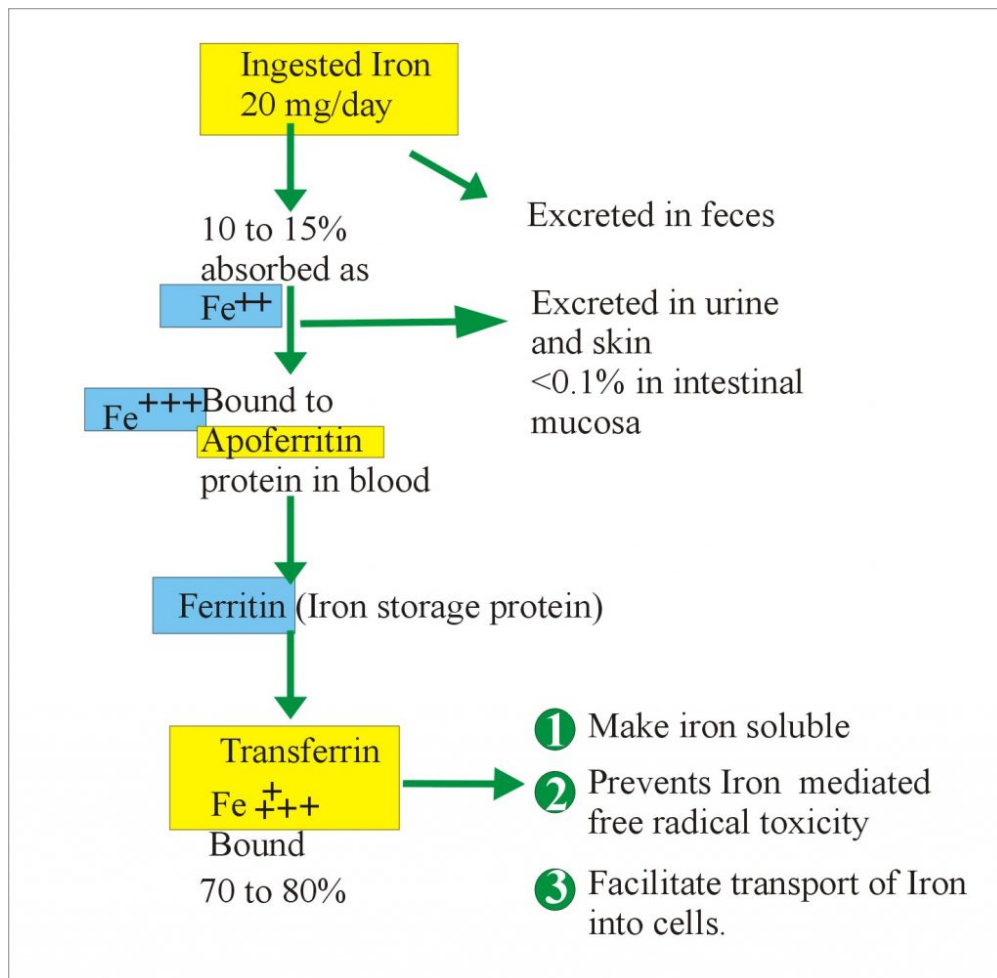 Ingested Iron
20 mg/day
Excreted in feces
10 to 15%
absorbed as
Fe++
Excreted in urine
and skin
<0.1% in intestinal
mucosa
Fe+++
Bound to
Apoferritin
protein in blood
Ferritin (Iron storage protein)
Transferrin
Fe ++++
Bound
70 to 80%
1 Make iron soluble
2 Prevents Iron mediated
free radical toxicity
3 Facilitate transport of Iron
into cells.